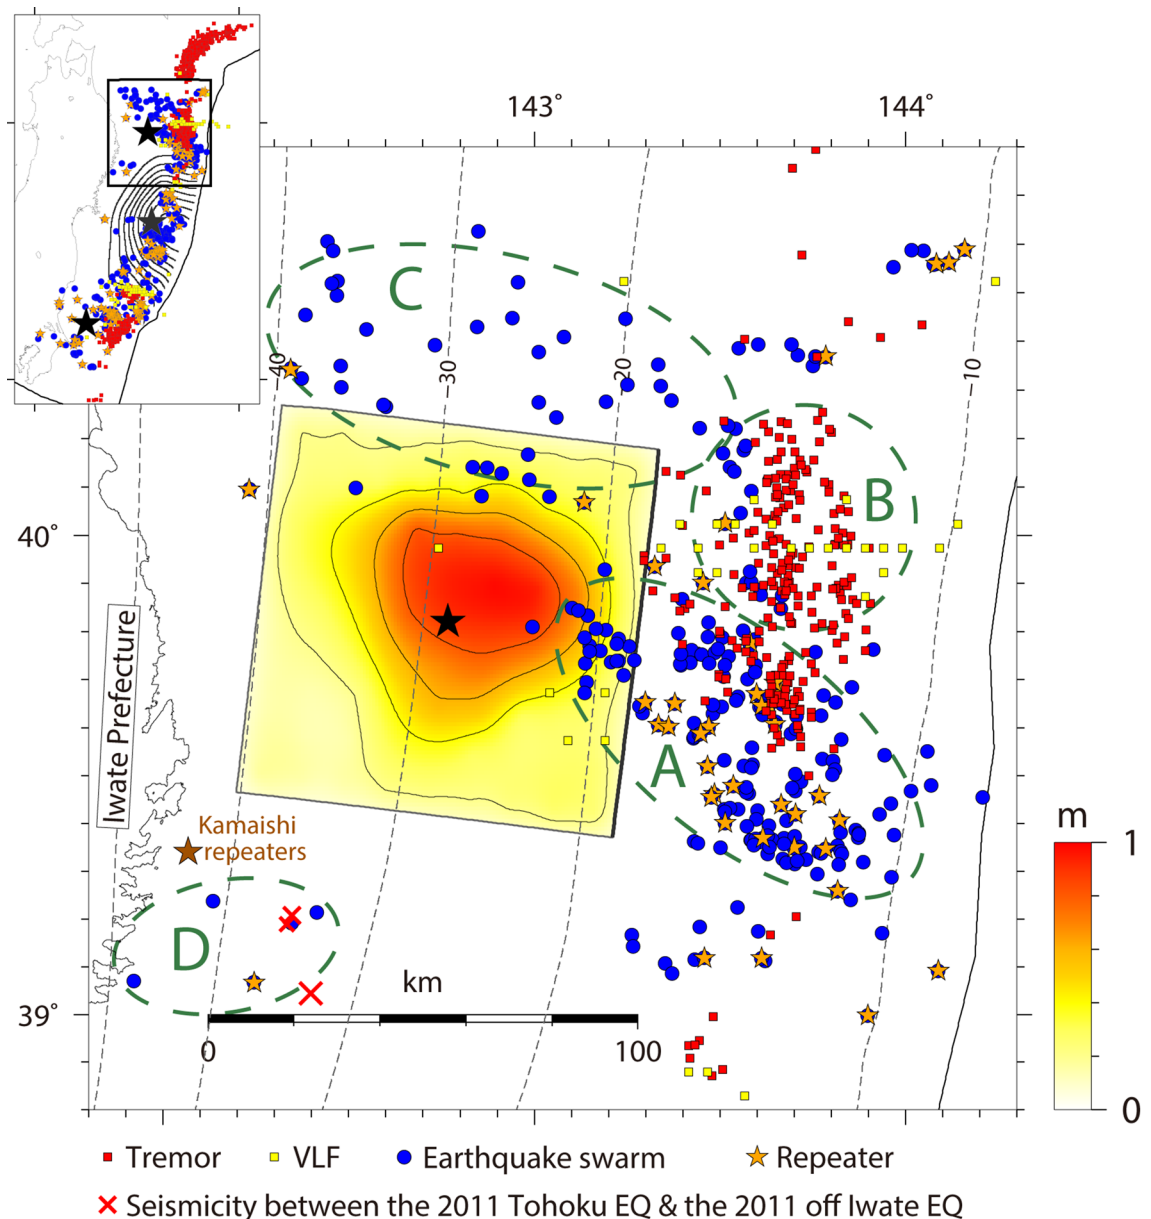 143° 144°
C
40 30 20 10
B
40°
Iwate Prefecture
A
m
1
Kamaishi
repeaters
D
km
39°
0 100
0
Tremor VLF Earthquake swarm Repeater
Seismicity between the 2011 Tohoku EQ & the 2011 off Iwate EQ